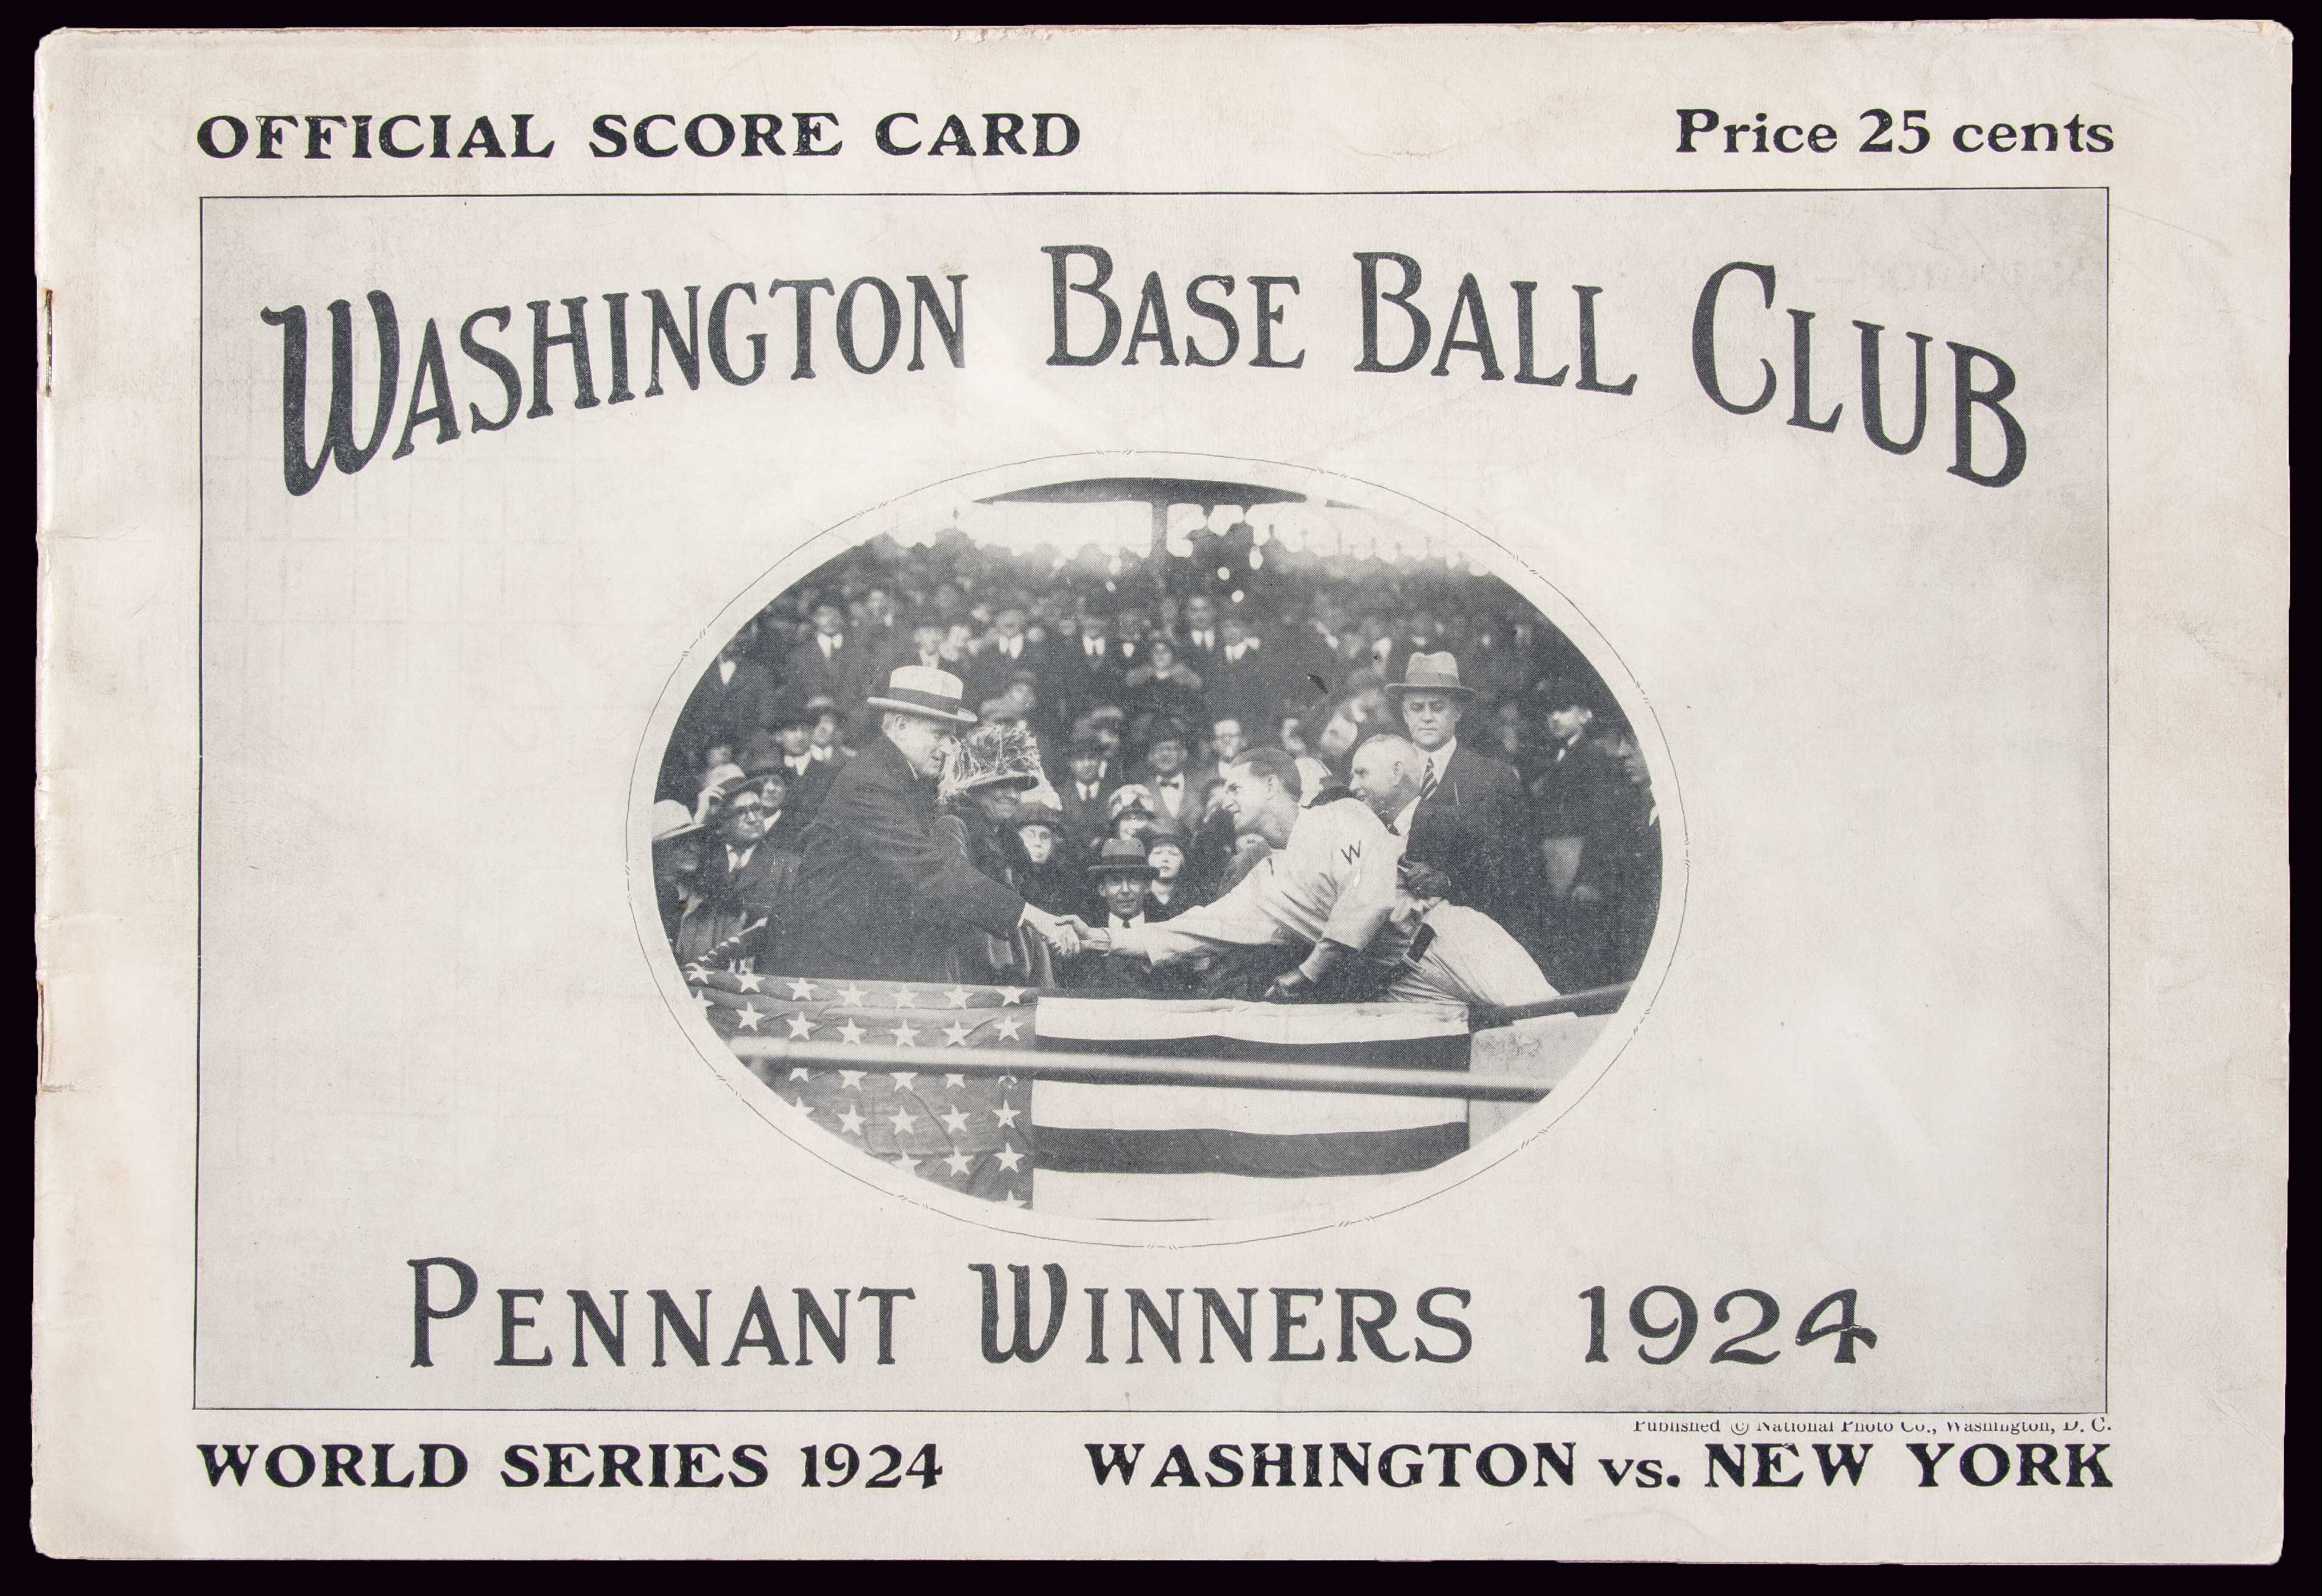 OFFICIAL SCORE CARD Price 25 cents
WASHINGTON BASE BALL CLUB
W
PENNANT WINNERS 1924
Published © National Photo Co., Washington, D. C.
WORLD SERIES 1924 WASHINGTON vs. NEW YORK